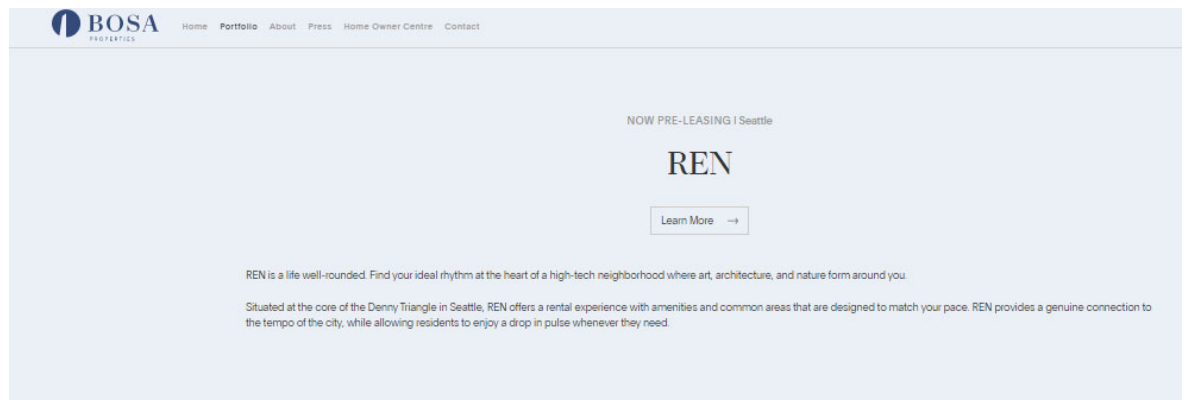 BOSA
PROPERTIES
Home Portfolio About Press Home Owner Centre Contact
NOW PRE-LEASING | Seattle
REN
Learn More →
REN is a life well-rounded. Find your ideal rhythm at the heart of a high-tech neighborhood where art, architecture, and nature form around you.
Situated at the core of the Denny Triangle in Seattle, REN offers a rental experience with amenities and common areas that are designed to match your pace. REN provides a genuine connection to
the tempo of the city, while allowing residents to enjoy a drop in pulse whenever they need.